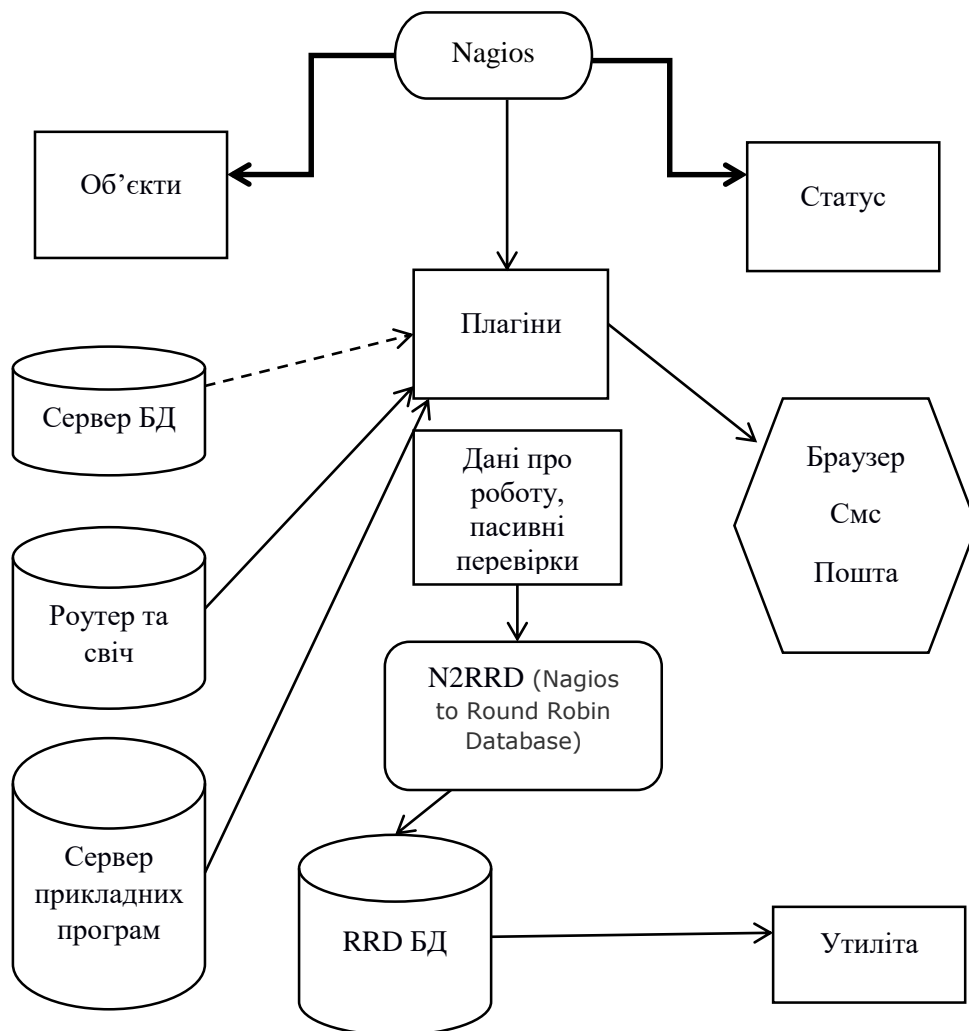 Nagios
Об’єкти
Статус
Плагіни
Сервер БД
Дані про
роботу,
пасивні
перевірки
Браузер
Смс
Пошта
Роутер та
свіч
N2RRD (Nagios
to Round Robin
Database)
Сервер
прикладних
програм
RRD БД
Утиліта